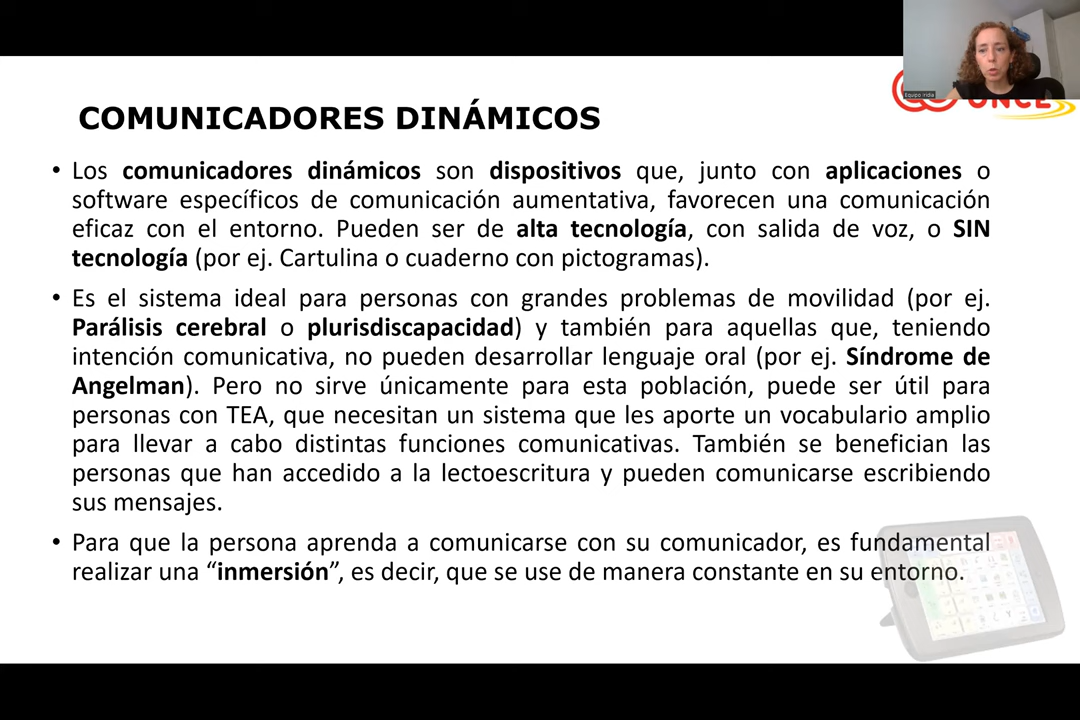 Equipo Iridia
ONCE
COMUNICADORES DINÁMICOS
• Los comunicadores dinámicos son dispositivos que, junto con aplicaciones o
software específicos de comunicación aumentativa, favorecen una comunicación
eficaz con el entorno. Pueden ser de alta tecnología, con salida de voz, o SIN
tecnología (por ej. Cartulina o cuaderno con pictogramas).
• Es el sistema ideal para personas con grandes problemas de movilidad (por ej.
Parálisis cerebral o plurisdiscapacidad) y también para aquellas que, teniendo
intención comunicativa, no pueden desarrollar lenguaje oral (por ej. Síndrome de
Angelman). Pero no sirve únicamente para esta población, puede ser útil para
personas con TEA, que necesitan un sistema que les aporte un vocabulario amplio
para llevar a cabo distintas funciones comunicativas. También se benefician las
personas que han accedido a la lectoescritura y pueden comunicarse escribiendo
sus mensajes.
• Para que la persona aprenda a comunicarse con su comunicador, es fundamental
realizar una “inmersión”, es decir, que se use de manera constante en su entorno.